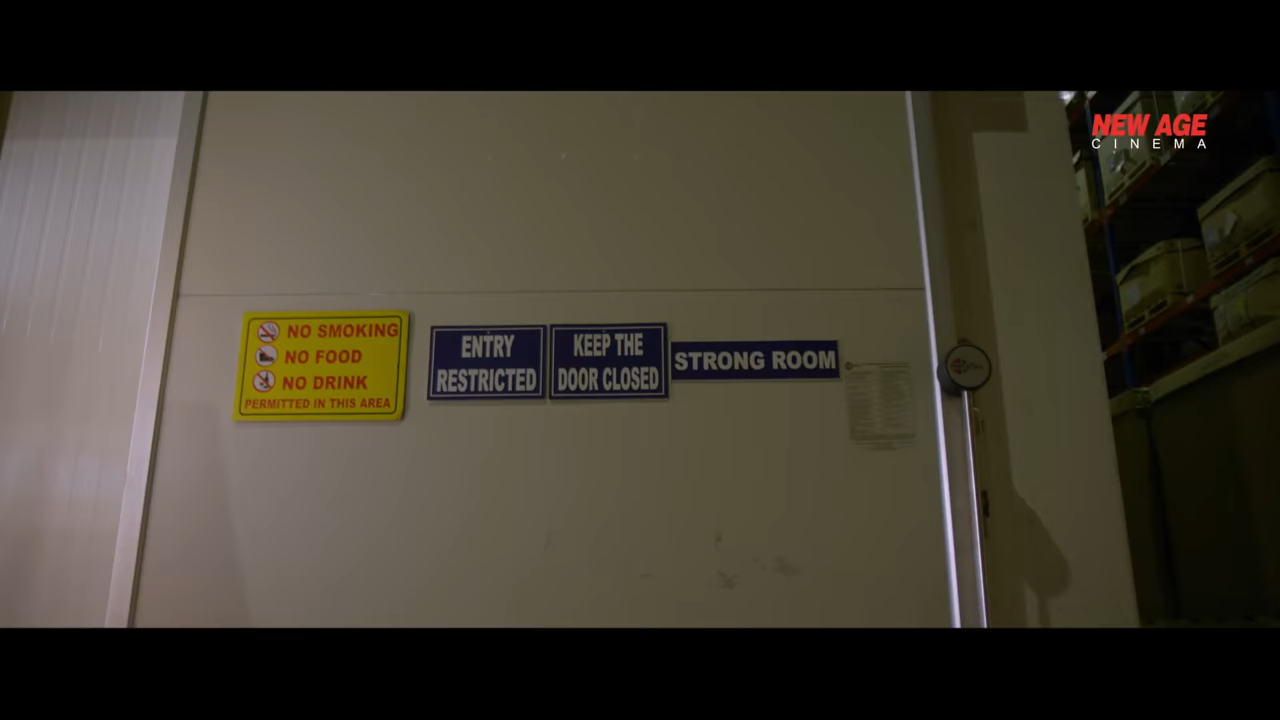 NEW AGE
CINEMA
NO SMOKING
NO FOOD
NO DRINK
PERMITTED IN THIS AREA
ENTRY
RESTRICTED
KEEP THE
DOOR CLOSED
STRONG ROOM